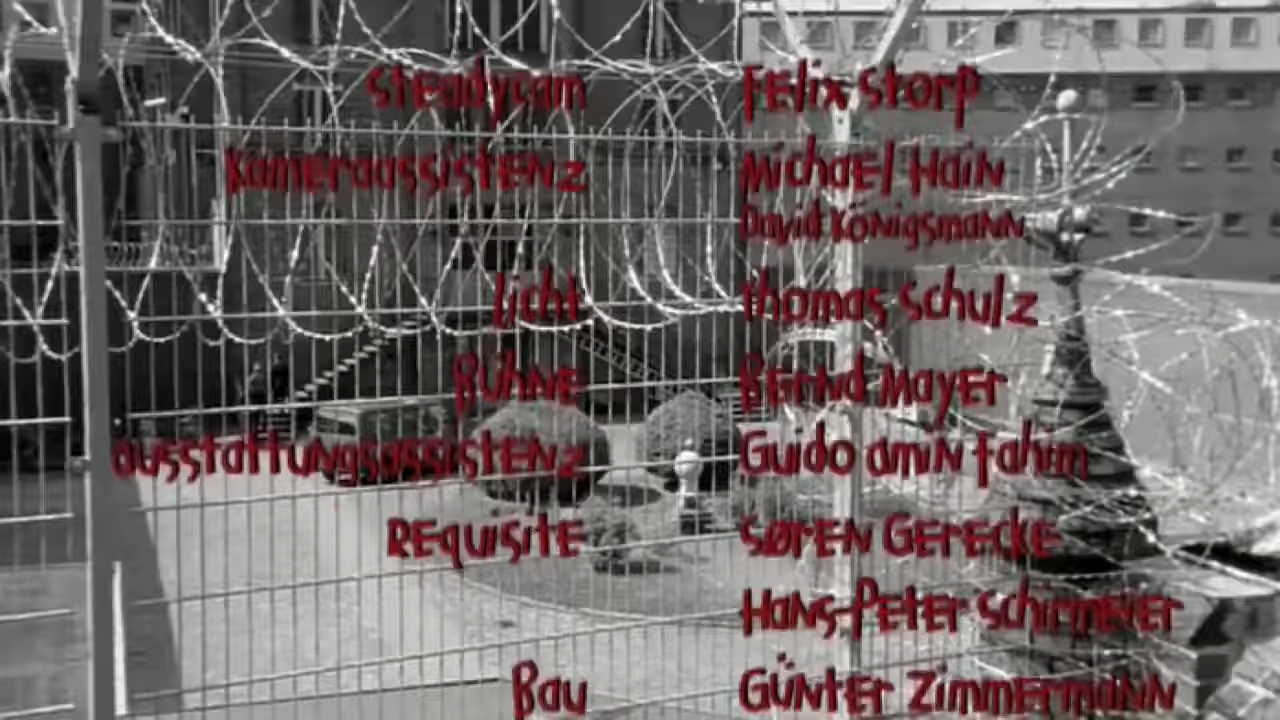 Steadycam Felix Storp
Kameraassistenz Michael Hain
David Königsmann
Licht Thomas Schulz
Bühne Bernd Mayer
Ausstattungsassistenz Guido Amin Fahim
Requisite Søren Gerecke
Hans-Peter Schirmeier
Bau Günter Zimmermann